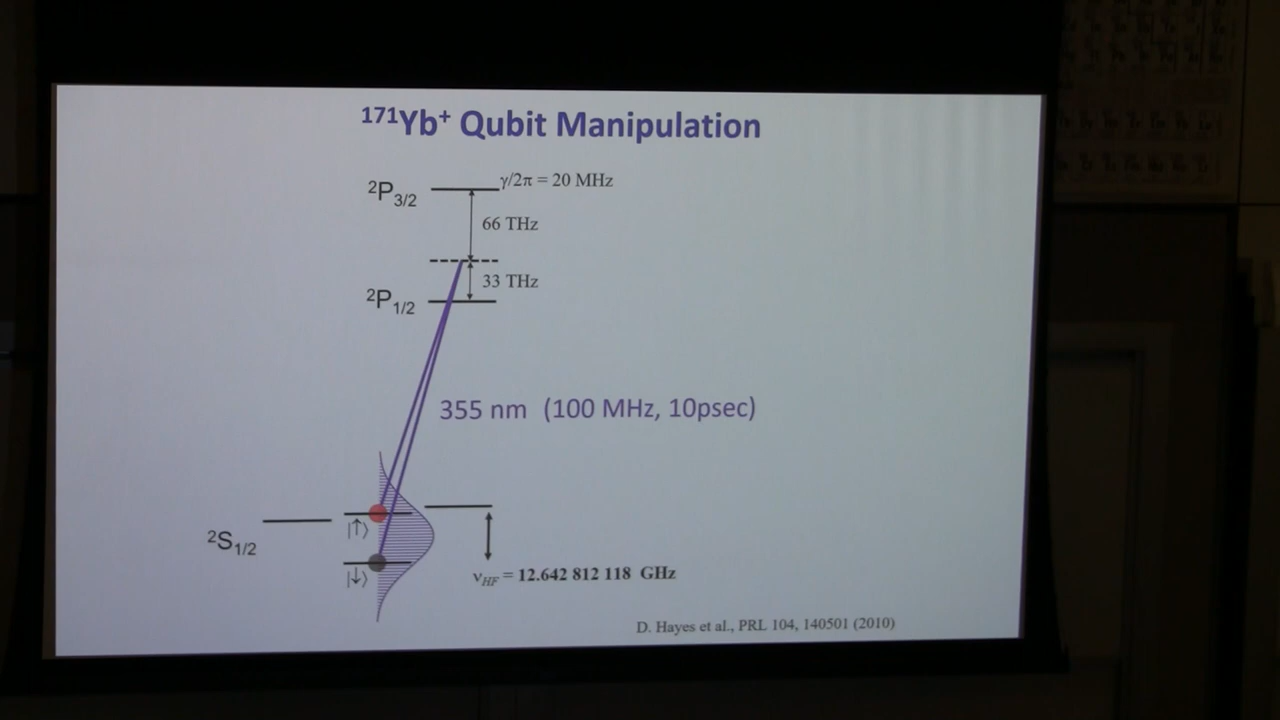 ¹⁷¹Yb⁺ Qubit Manipulation
²P₃/₂
γ/2π = 20 MHz
66 THz
33 THz
²P₁/₂
355 nm (100 MHz, 10psec)
|↑⟩
²S₁/₂
|↓⟩
νHF = 12.642 812 118 GHz
D. Hayes et al., PRL 104, 140501 (2010)